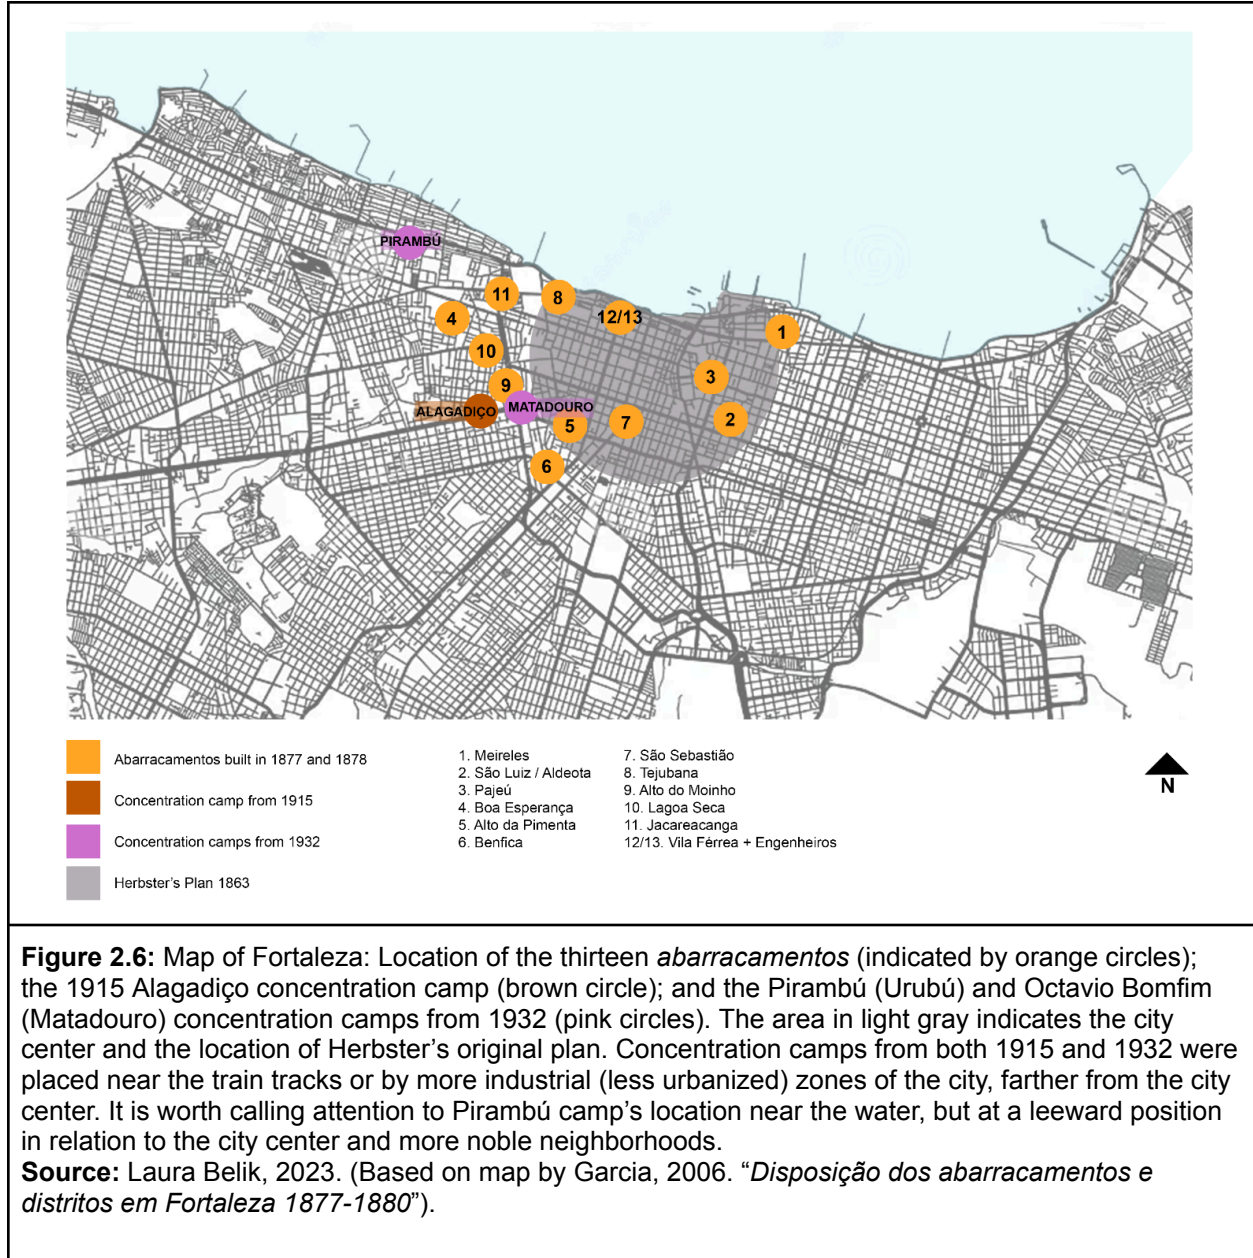 PIRAMBÚ
11
8
4
12/13
1
10
3
9
ALAGADIÇO
MATADOURO
5
7
2
6
Abarracamentos built in 1877 and 1878
Concentration camp from 1915
Concentration camps from 1932
Herbster's Plan 1863
1. Meireles
2. São Luiz / Aldeota
3. Pajeú
4. Boa Esperança
5. Alto da Pimenta
6. Benfica
7. São Sebastião
8. Tejubana
9. Alto do Moinho
10. Lagoa Seca
11. Jacareacanga
12/13. Vila Férrea + Engenheiros
N
Figure 2.6: Map of Fortaleza: Location of the thirteen abarracamentos (indicated by orange circles);
the 1915 Alagadiço concentration camp (brown circle); and the Pirambú (Urubú) and Octavio Bomfim
(Matadouro) concentration camps from 1932 (pink circles). The area in light gray indicates the city
center and the location of Herbster's original plan. Concentration camps from both 1915 and 1932 were
placed near the train tracks or by more industrial (less urbanized) zones of the city, farther from the city
center. It is worth calling attention to Pirambú camp's location near the water, but at a leeward position
in relation to the city center and more noble neighborhoods.
Source: Laura Belik, 2023. (Based on map by Garcia, 2006. "Disposição dos abarracamentos e
distritos em Fortaleza 1877-1880").